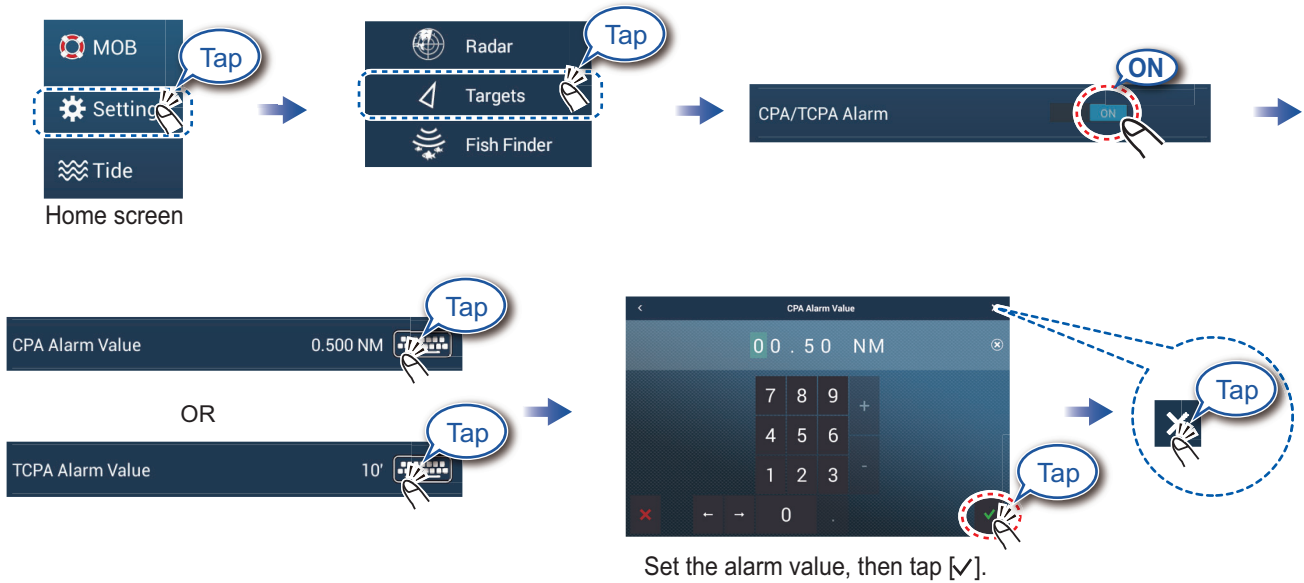 MOB
Tap
Setting
Tide
Home screen
Radar
Tap
Targets
Fish Finder
ON
CPA/TCPA Alarm
ON
CPA Alarm Value 0.500 NM
Tap
OR
TCPA Alarm Value 10'
Tap
CPA Alarm Value
00.50 NM
7 8 9 +
4 5 6
1 2 3 -
← → 0 .
Tap
Tap
Set the alarm value, then tap [✓].